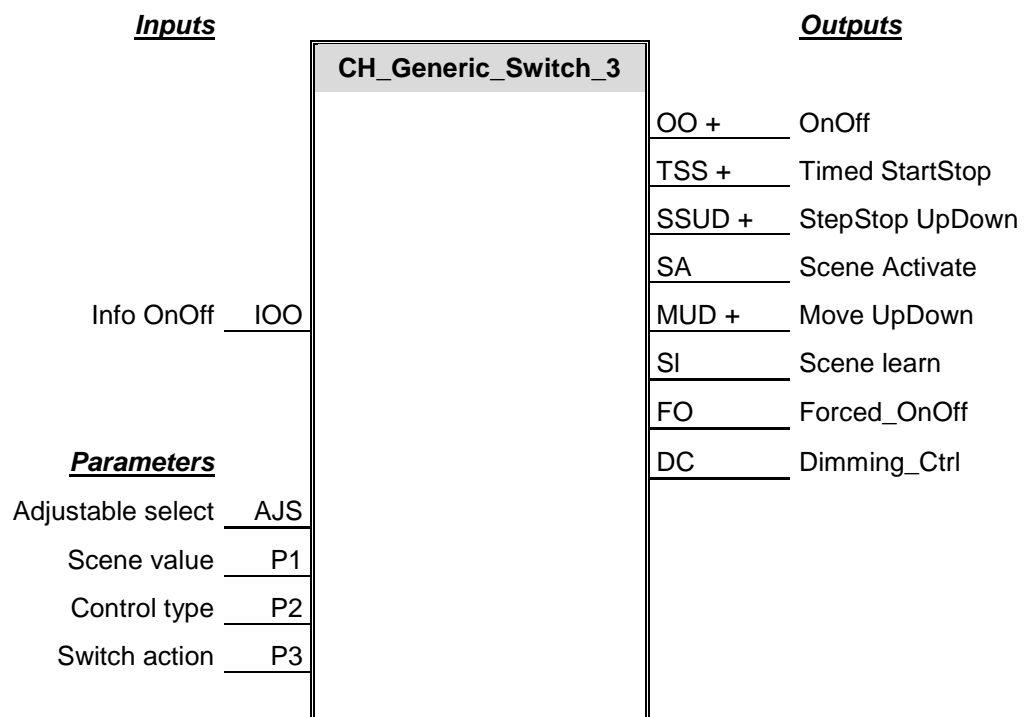 Inputs
Outputs
CH_Generic_Switch_3
OO + OnOff
TSS + Timed StartStop
SSUD + StepStop UpDown
SA Scene Activate
Info OnOff IOO
MUD + Move UpDown
Sl Scene learn
FO Forced_OnOff
Parameters
DC Dimming_Ctrl
Adjustable select AJS
Scene value P1
Control type P2
Switch action P3